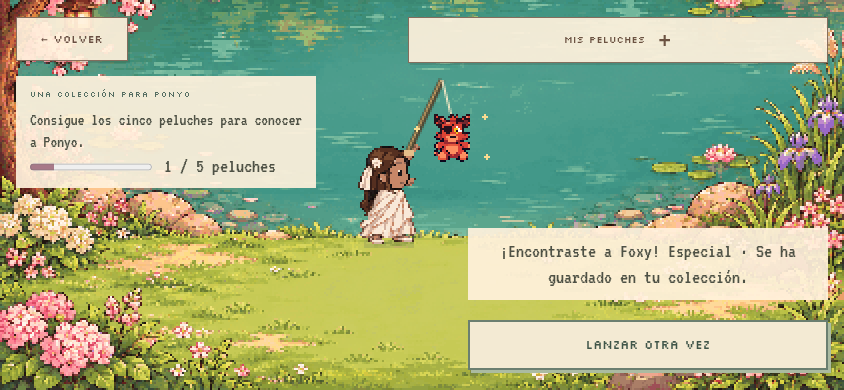 ← VOLVER
MIS PELUCHES +
UNA COLECCIÓN PARA PONYO
Consigue los cinco peluches para conocer
a Ponyo.
1 / 5 peluches
¡Encontraste a Foxy! Especial · Se ha
guardado en tu colección.
LANZAR OTRA VEZ